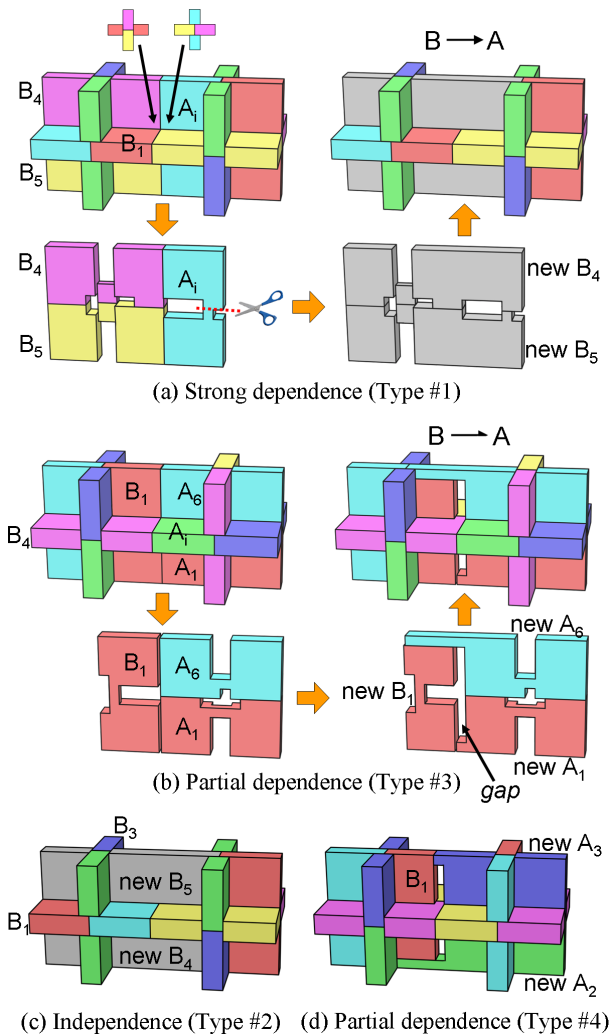 B → A
B4
Ai
B1
B5
B4
Ai
B5
new B4
new B5
(a) Strong dependence (Type #1)
B → A
B1
A6
B4
Ai
A1
B1
A6
A1
new A6
new B1
new A1
gap
(b) Partial dependence (Type #3)
B3
new B5
B1
new B4
new A3
B1
new A2
(c) Independence (Type #2)
(d) Partial dependence (Type #4)